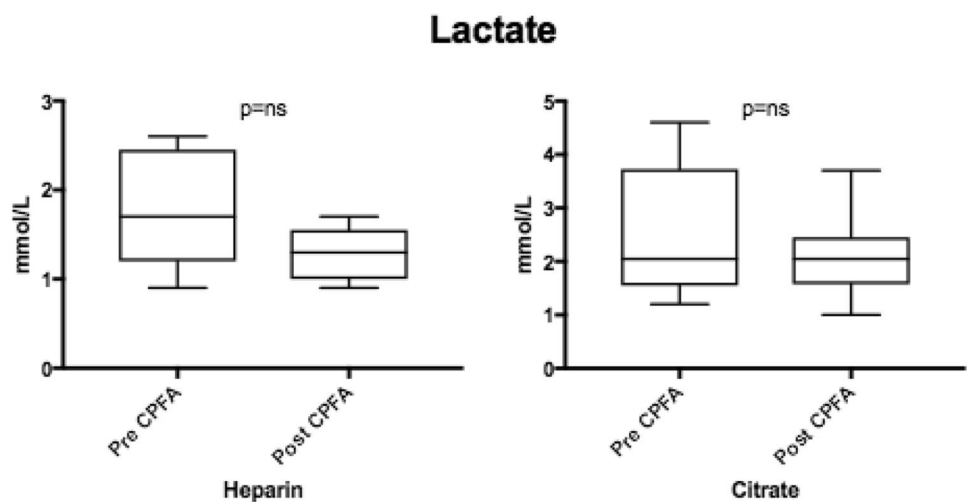 Lactate
p=ns
mmol/L
3
2
1
0
Pre CPFA
Post CPFA
Heparin
p=ns
mmol/L
5
4
3
2
1
0
Pre CPFA
Post CPFA
Citrate